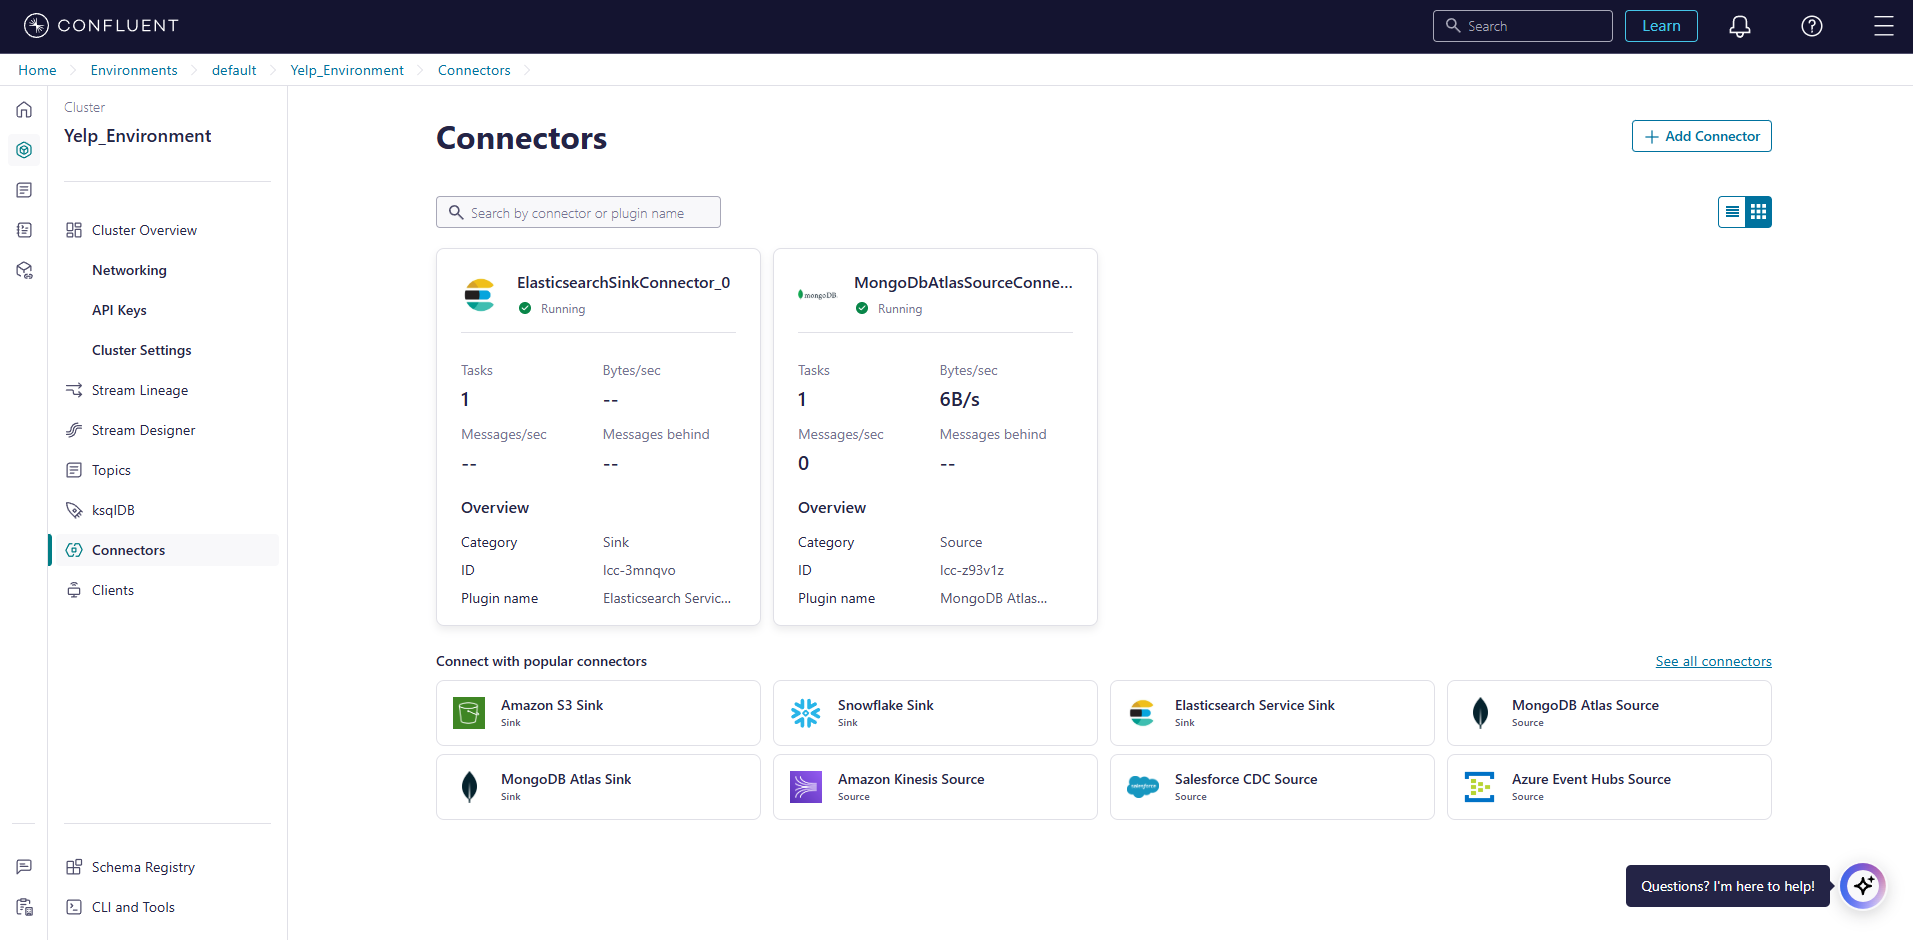 CONFLUENT
Search
Learn
Home
Environments
default
Yelp_Environment
Connectors
Cluster
Yelp_Environment
Cluster Overview
Networking
API Keys
Cluster Settings
Stream Lineage
Stream Designer
Topics
ksqlDB
Connectors
Clients
Schema Registry
CLI and Tools
Connectors
Add Connector
Search by connector or plugin name
ElasticsearchSinkConnector_0
Running
Tasks Bytes/sec
1 --
Messages/sec Messages behind
-- --
Overview
Category Sink
ID lcc-3mnqvo
Plugin name Elasticsearch Servic...
mongoDB
MongoDbAtlasSourceConne...
Running
Tasks Bytes/sec
1 6B/s
Messages/sec Messages behind
0 --
Overview
Category Source
ID lcc-z93v1z
Plugin name MongoDB Atlas...
Connect with popular connectors
See all connectors
Amazon S3 Sink
Sink
Snowflake Sink
Sink
Elasticsearch Service Sink
Sink
MongoDB Atlas Source
Source
MongoDB Atlas Sink
Sink
Amazon Kinesis Source
Source
salesforce
Salesforce CDC Source
Source
Azure Event Hubs Source
Source
Questions? I'm here to help!